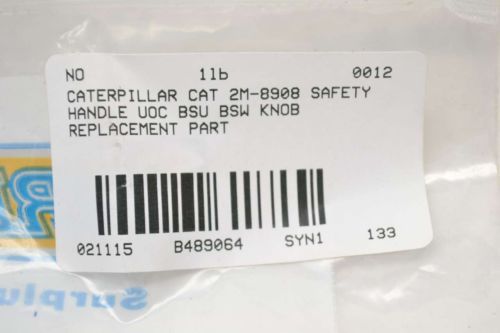 NO 1lb 0012
CATERPILLAR CAT 2M-8908 SAFETY
HANDLE UOC BSU BSW KNOB
REPLACEMENT PART
021115 B489064 SYN1 133
Surplu